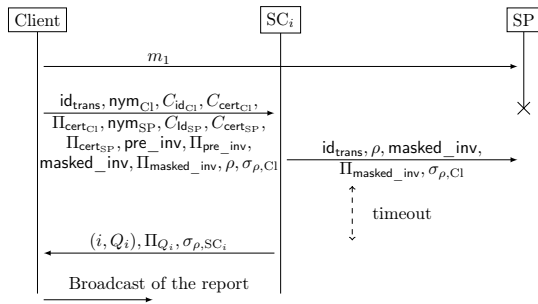 Client SC_i SP
m_1
id_trans, nym_Cl, C_id_Cl, C_cert_Cl,
Π_cert_Cl, nym_SP, C_Id_SP, C_cert_SP,
Π_cert_SP, pre_inv, Π_pre_inv,
masked_inv, Π_masked_inv, ρ, σ_ρ,Cl
id_trans, ρ, masked_inv,
Π_masked_inv, σ_ρ,Cl
timeout
(i, Q_i), Π_Q_i, σ_ρ,SC_i
Broadcast of the report